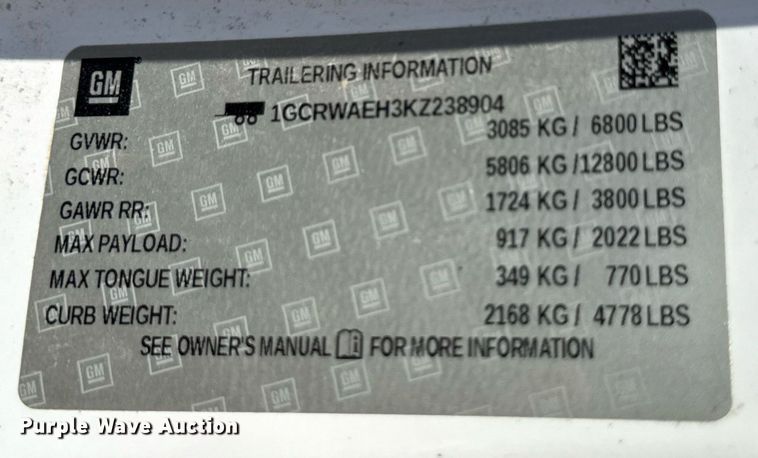 GM
TRAILERING INFORMATION
1GCRWAEH3KZ238904
GVWR: 3085 KG / 6800 LBS
GCWR: 5806 KG / 12800 LBS
GAWR RR: 1724 KG / 3800 LBS
MAX PAYLOAD: 917 KG / 2022 LBS
MAX TONGUE WEIGHT: 349 KG / 770 LBS
CURB WEIGHT: 2168 KG / 4778 LBS
SEE OWNER'S MANUAL FOR MORE INFORMATION
Purple Wave Auction